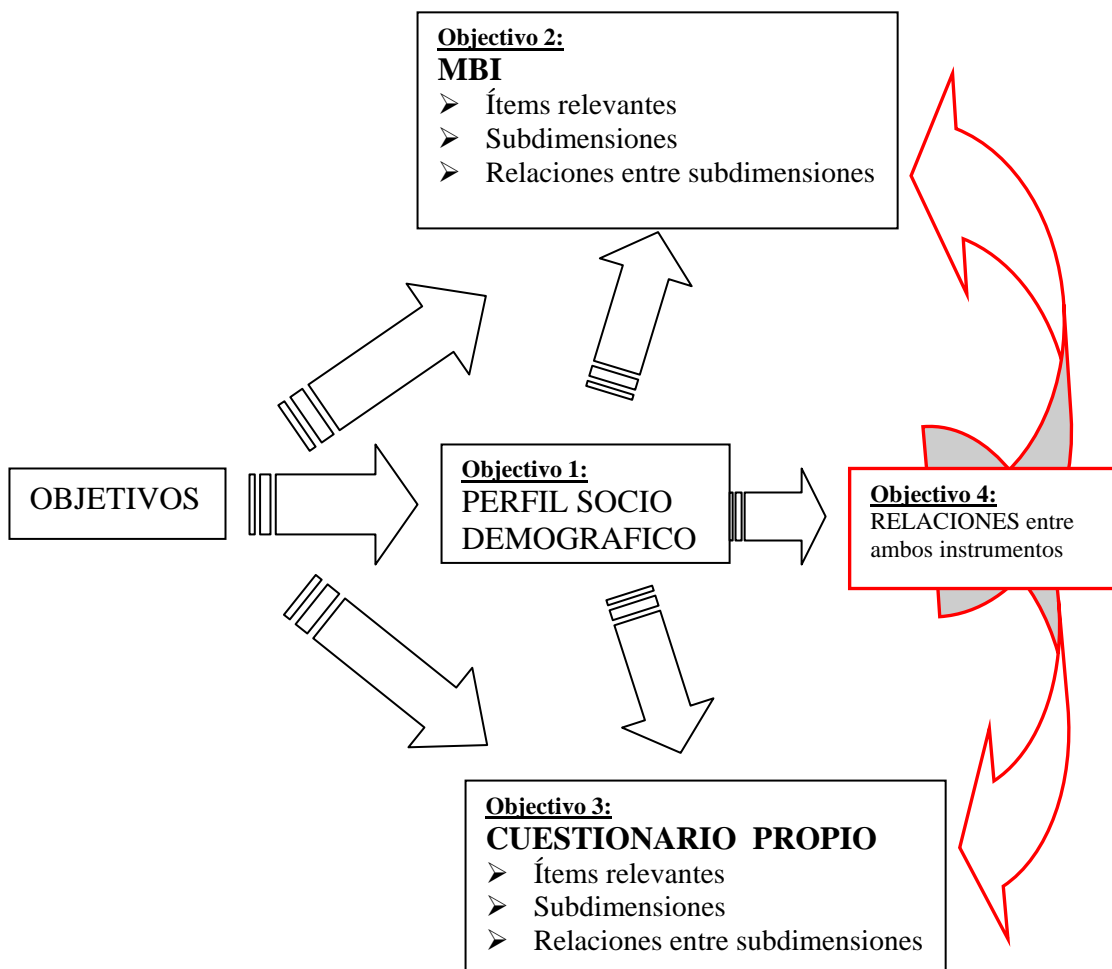 Objectivo 2:
MBI
➢ Ítems relevantes
➢ Subdimensiones
➢ Relaciones entre subdimensiones
OBJETIVOS
Objectivo 1:
PERFIL SOCIO
DEMOGRAFICO
Objectivo 4:
RELACIONES entre
ambos instrumentos
Objectivo 3:
CUESTIONARIO PROPIO
➢ Ítems relevantes
➢ Subdimensiones
➢ Relaciones entre subdimensiones